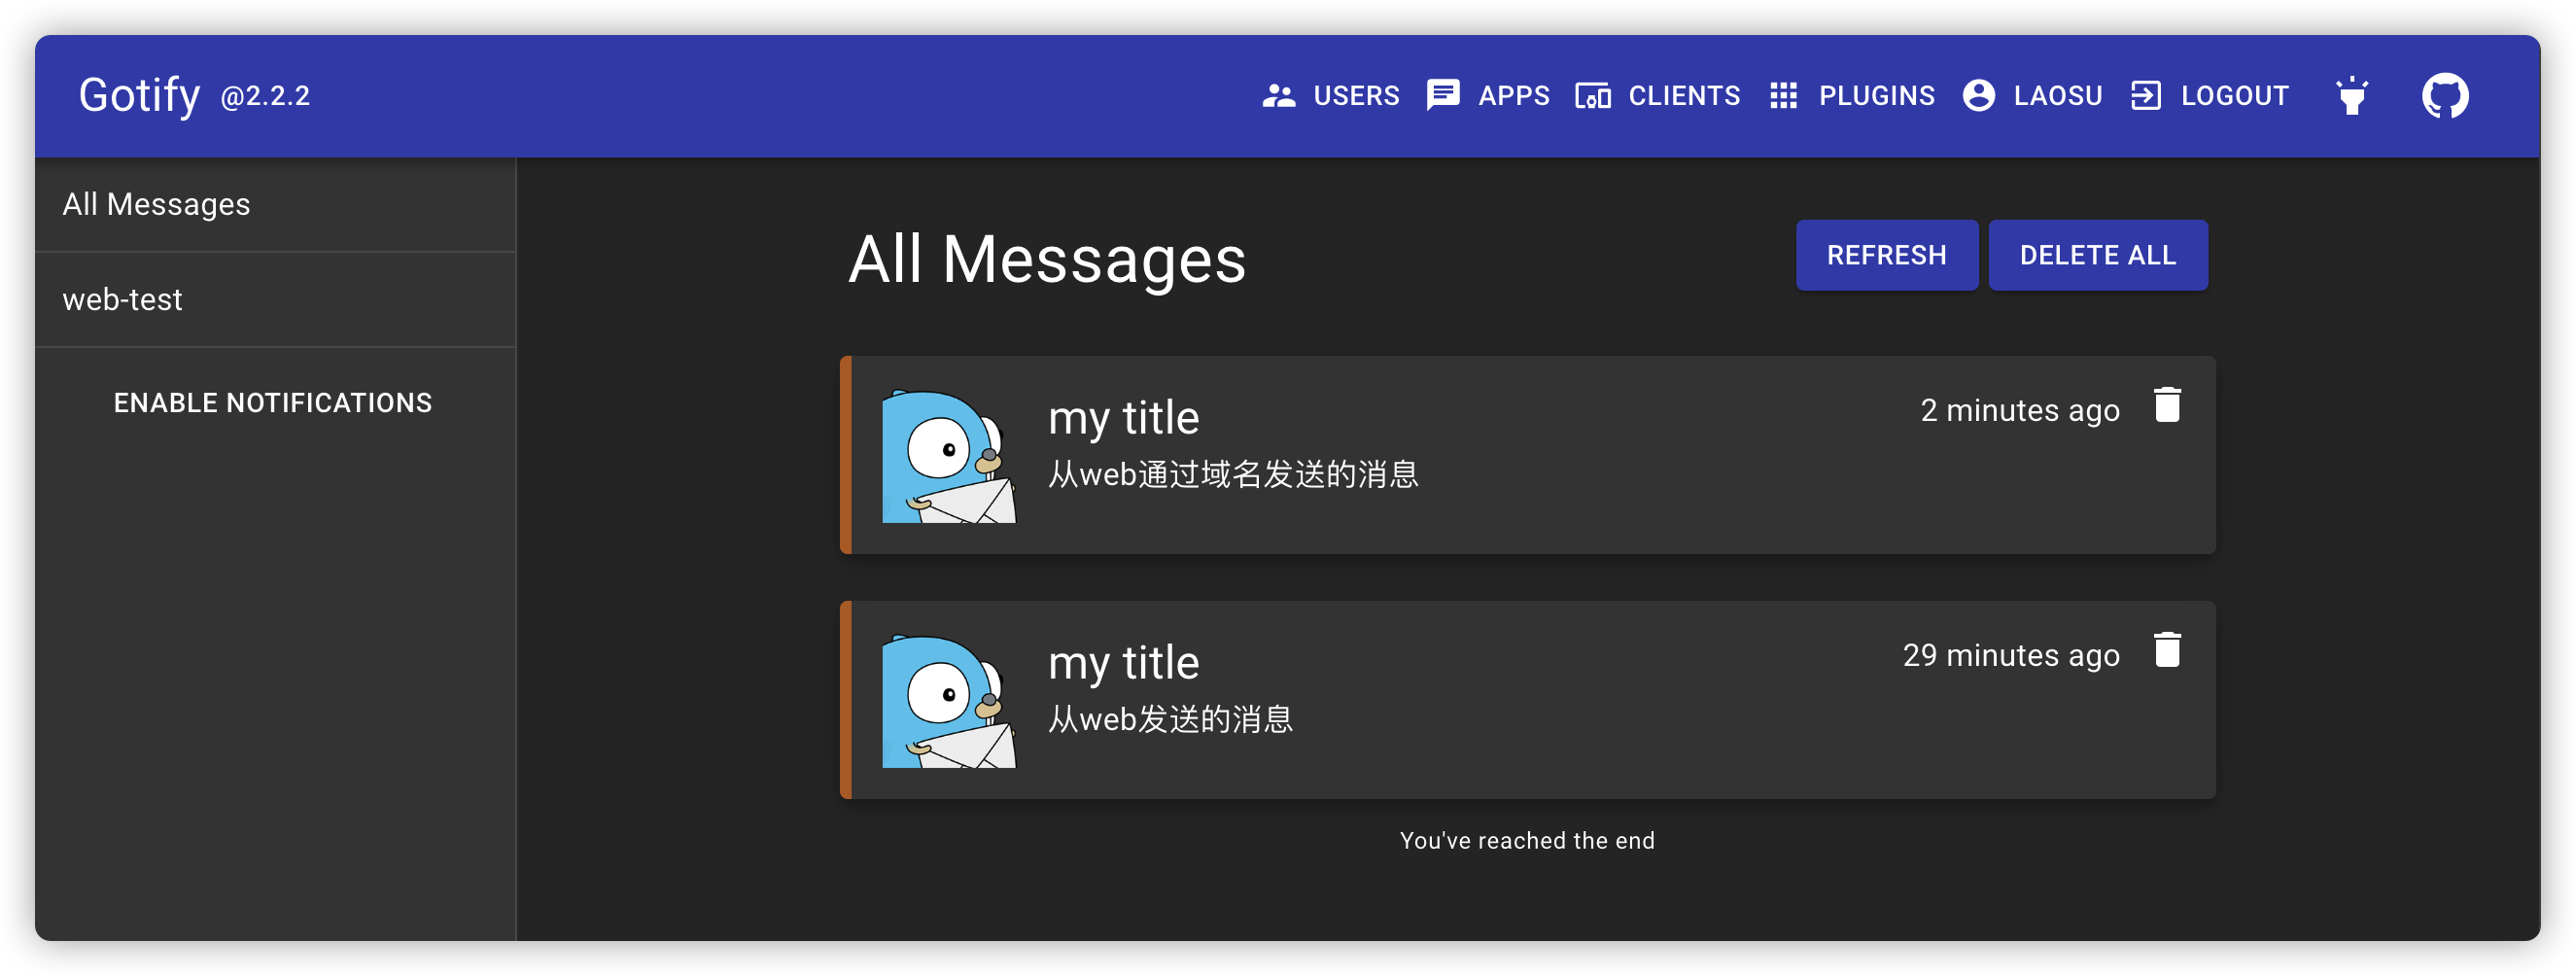 Gotify @2.2.2
USERS APPS CLIENTS PLUGINS LAOSU LOGOUT
All Messages
web-test
ENABLE NOTIFICATIONS
All Messages
REFRESH DELETE ALL
my title
2 minutes ago
从web通过域名发送的消息
my title
29 minutes ago
从web发送的消息
You've reached the end